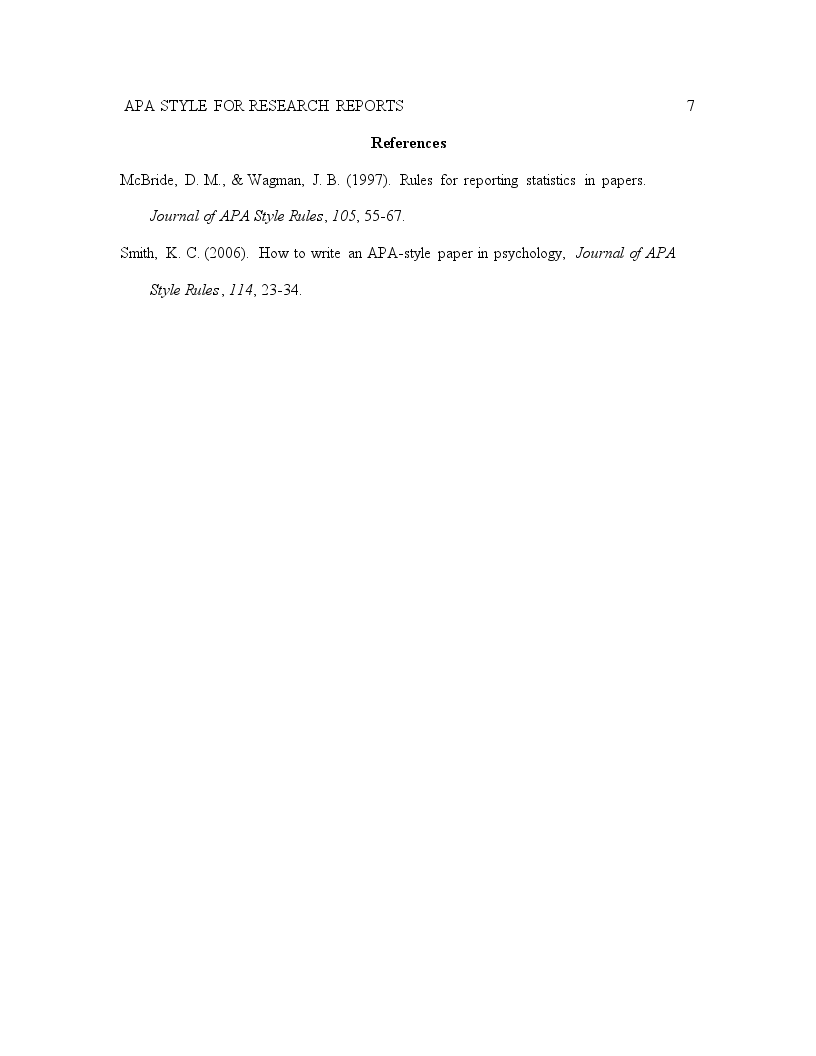 APA STYLE FOR RESEARCH REPORTS 7
References
McBride, D. M., & Wagman, J. B. (1997). Rules for reporting statistics in papers.
Journal of APA Style Rules, 105, 55-67.
Smith, K. C. (2006). How to write an APA-style paper in psychology, Journal of APA
Style Rules, 114, 23-34.